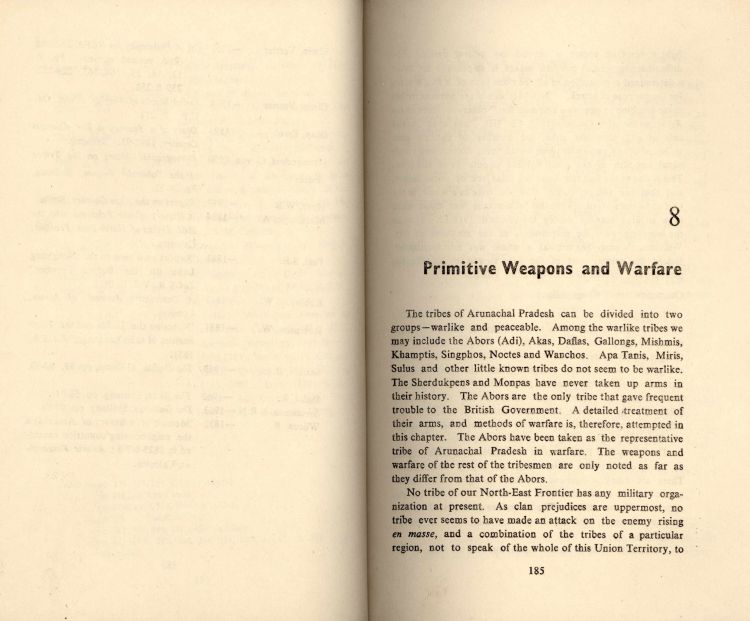 8
Primitive Weapons and Warfare
The tribes of Arunachal Pradesh can be divided into two
groups—warlike and peaceable. Among the warlike tribes we
may include the Abors (Adi), Akas, Daflas, Gallongs, Mishmis,
Khamptis, Singphos, Noctes and Wanchos. Apa Tanis, Miris,
Sulus and other little known tribes do not seem to be warlike.
The Sherdukpens and Monpas have never taken up arms in
their history. The Abors are the only tribe that gave frequent
trouble to the British Government. A detailed treatment of
their arms, and methods of warfare is, therefore, attempted in
this chapter. The Abors have been taken as the representative
tribe of Arunachal Pradesh in warfare. The weapons and
warfare of the rest of the tribesmen are only noted as far as
they differ from that of the Abors.
No tribe of our North-East Frontier has any military orga-
nization at present. As clan prejudices are uppermost, no
tribe ever seems to have made an attack on the enemy rising
en masse, and a combination of the tribes of a particular
region, not to speak of the whole of this Union Territory, to
185